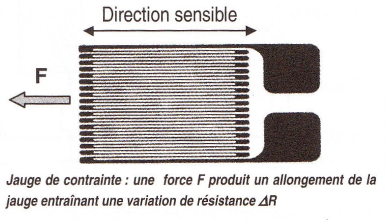 Direction sensible
F
Jauge de contrainte : une force F produit un allongement de la
jauge entraînant une variation de résistance ΔR